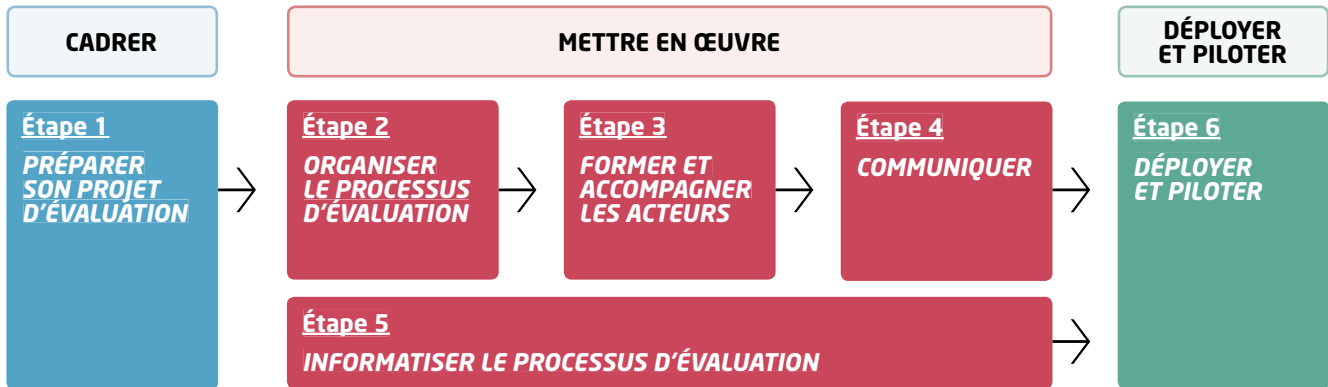 CADRER
METTRE EN ŒUVRE
DÉPLOYER
ET PILOTER
Étape 1
PRÉPARER
SON PROJET
D'ÉVALUATION
Étape 2
ORGANISER
LE PROCESSUS
D'ÉVALUATION
Étape 3
FORMER ET
ACCOMPAGNER
LES ACTEURS
Étape 4
COMMUNIQUER
Étape 5
INFORMATISER LE PROCESSUS D'ÉVALUATION
Étape 6
DÉPLOYER
ET PILOTER